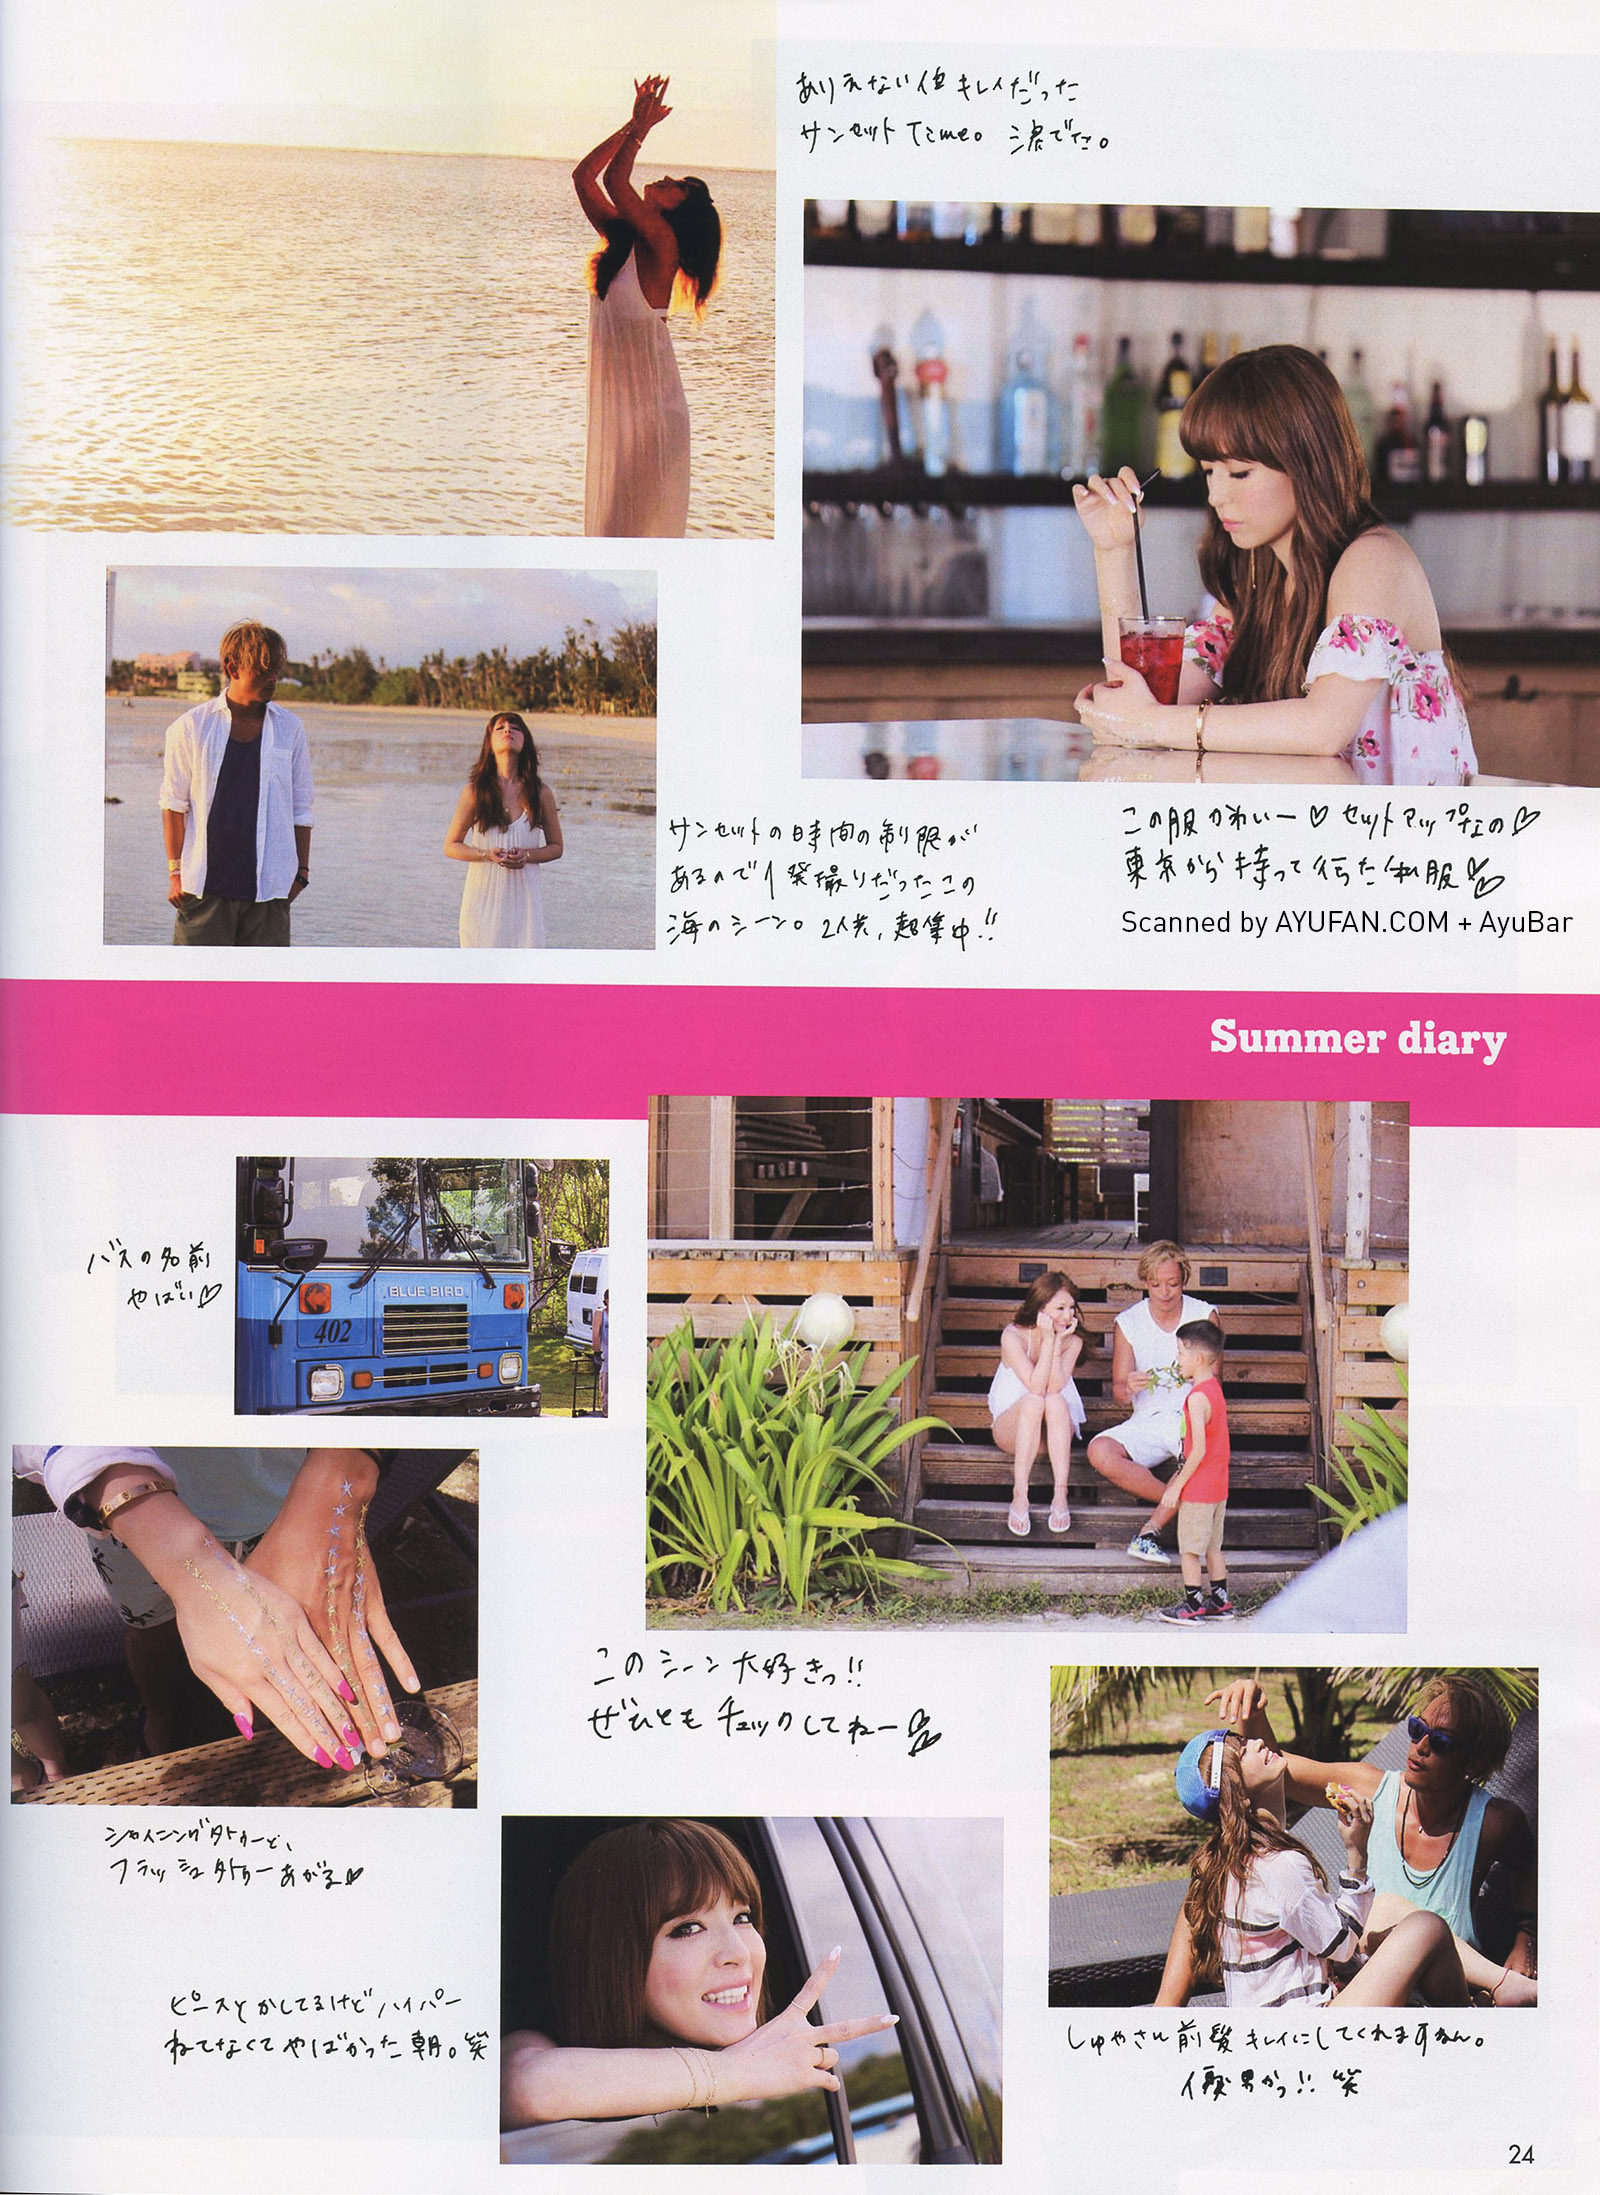 ありえない位キレイだった
サンセットTime。涙でた。
サンセットの時間の制限が
あるので1発撮りだったこの
海のシーン。2人共、超集中!!
この服かわいー♡セットアップなの♡
東京から持って行った私服♡♡
Scanned by AYUFAN.COM + AyuBar
Summer diary
バスの名前
やばい♡
BLUE BIRD
402
このシーン大好きっ!!
ぜひともチェックしてねー♡♡
シャイニングタトゥーと、
フラッシュタトゥーあがる♡
ピースとかしてるけどハイパー
ねてなくてやばかった朝。笑
しゅやさん前髪キレイにしてくれますねん。
優男かっ!!笑
24